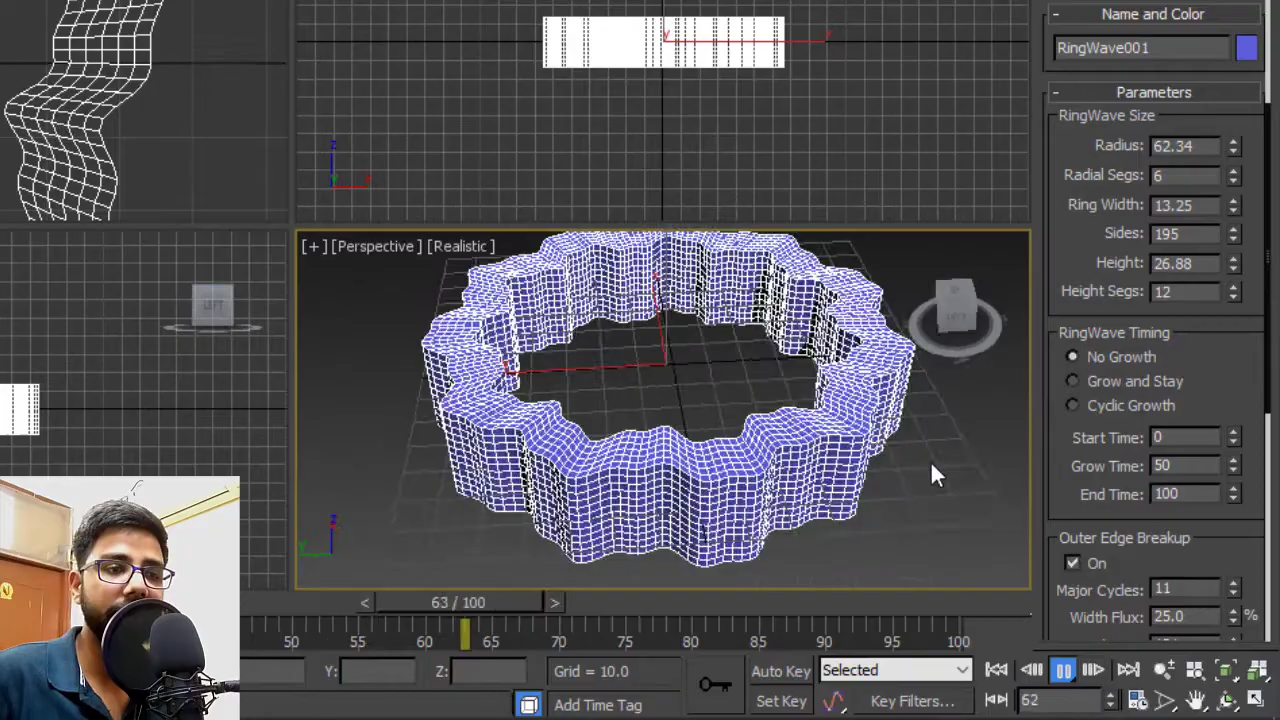 Name and Color
RingWave001
Parameters
RingWave Size
Radius: 62.34
Radial Segs: 6
Ring Width: 13.25
Sides: 195
Height: 26.88
Height Segs: 12
RingWave Timing
No Growth
Grow and Stay
Cyclic Growth
Start Time: 0
Grow Time: 50
End Time: 100
Outer Edge Breakup
On
Major Cycles: 11
Width Flux: 25.0 %
[+] [Perspective ] [Realistic ]
LEFT
63 / 100
50 55 60 65 70 75 80 85 90 95 100
Y: Z: Grid = 10.0
Auto Key Selected
Add Time Tag
Set Key Key Filters...
62